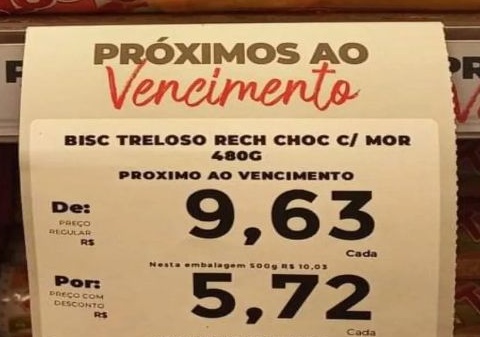 PRÓXIMOS AO
Vencimento
BISC TRELOSO RECH CHOC C/ MOR
480G
PROXIMO AO VENCIMENTO
De:
PREÇO
REGULAR
R$
9,63
Cada
Nesta embalagem 500g R$ 10,03
Por:
PREÇO COM
DESCONTO
R$
5,72
Cada